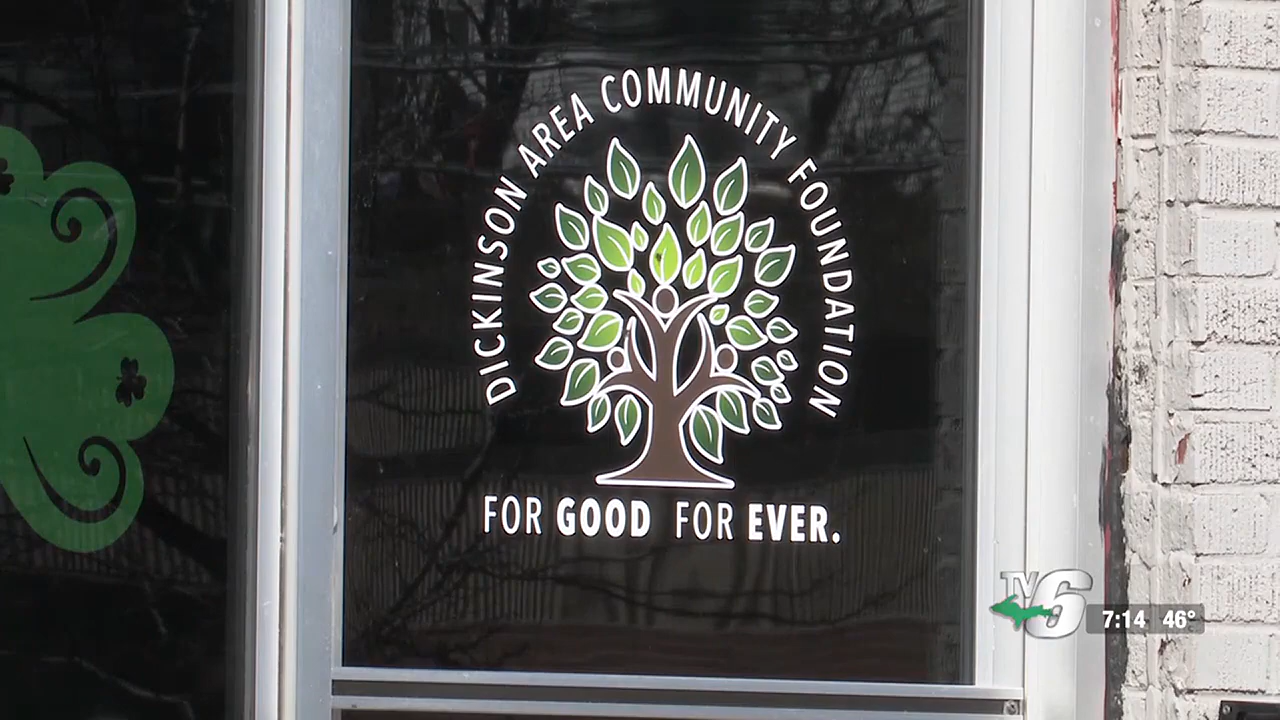 DICKINSON AREA COMMUNITY FOUNDATION
FOR GOOD FOR EVER.
TV6
7:14 46°